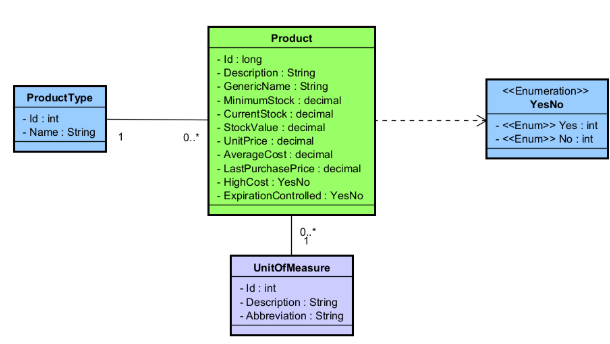 Product
- Id : long
- Description : String
- GenericName : String
- MinimumStock : decimal
- CurrentStock : decimal
- StockValue : decimal
- UnitPrice : decimal
- AverageCost : decimal
- LastPurchasePrice : decimal
- HighCost : YesNo
- ExpirationControlled : YesNo
ProductType
- Id : int
- Name : String
1
0..*
<<Enumeration>>
YesNo
- <<Enum>> Yes : int
- <<Enum>> No : int
0..*
1
UnitOfMeasure
- Id : int
- Description : String
- Abbreviation : String